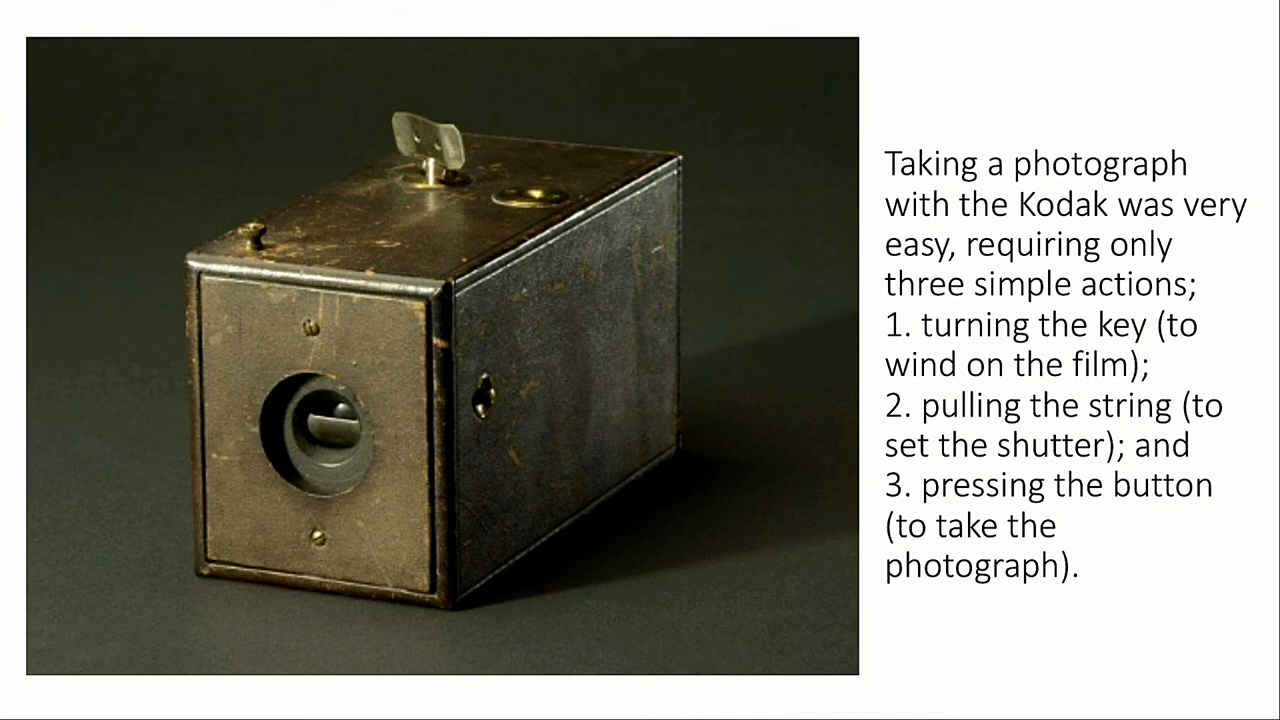 Taking a photograph
with the Kodak was very
easy, requiring only
three simple actions;
1. turning the key (to
wind on the film);
2. pulling the string (to
set the shutter); and
3. pressing the button
(to take the
photograph).